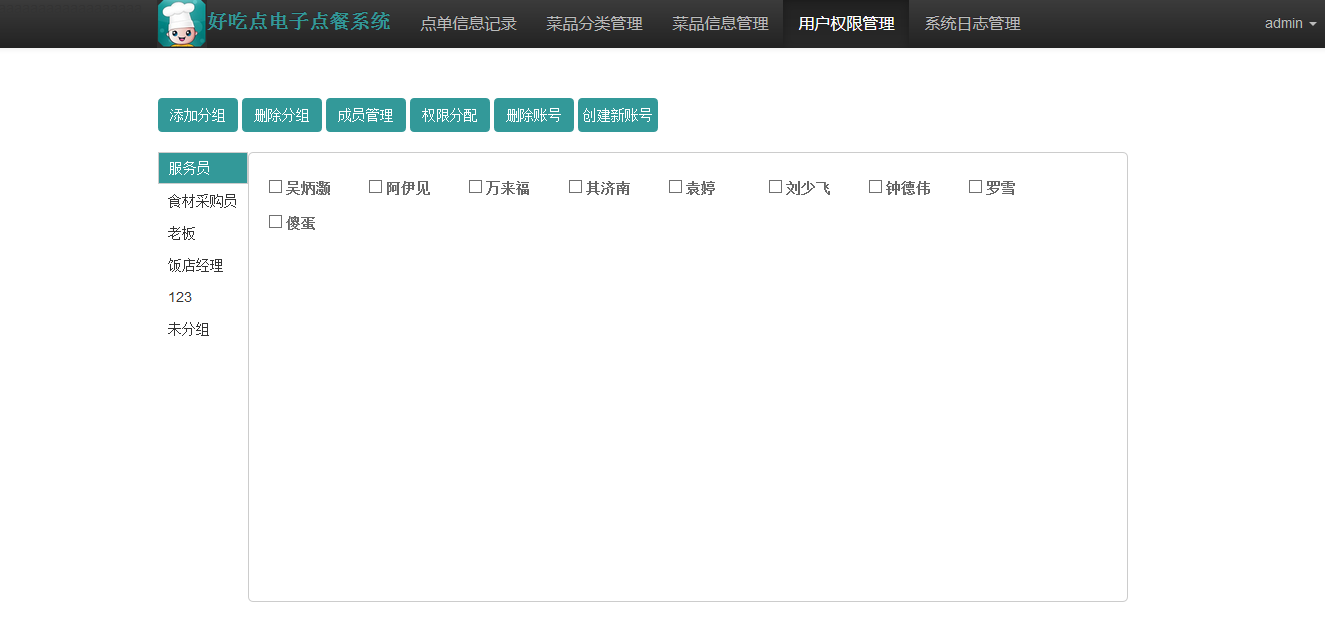 好吃点电子点餐系统 点单信息记录 菜品分类管理 菜品信息管理 用户权限管理 系统日志管理 admin
添加分组 删除分组 成员管理 权限分配 删除账号 创建新账号
服务员
食材采购员
老板
饭店经理
123
未分组
吴炳灏 阿伊见 万来福 其济南 袁婷 刘少飞 钟德伟 罗雪
傻蛋